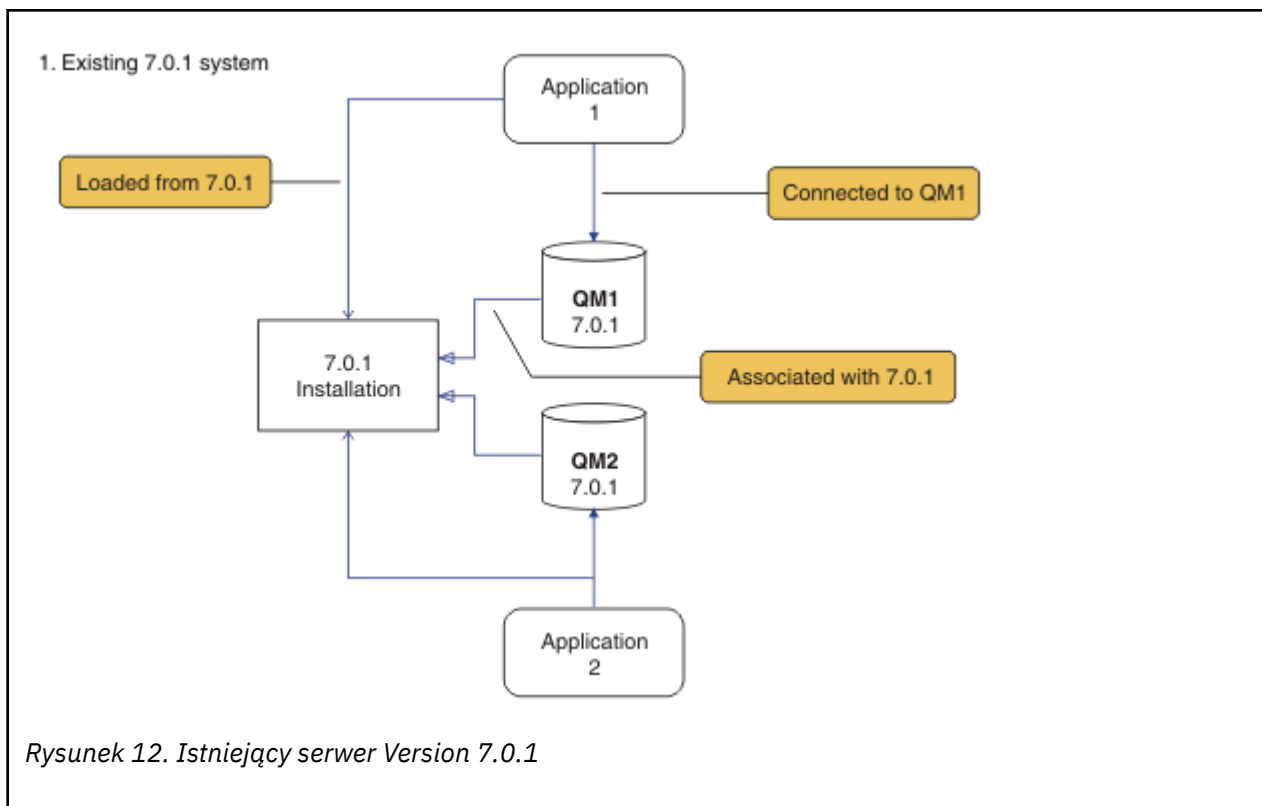 1. Existing 7.0.1 system
Application
1
Loaded from 7.0.1
Connected to QM1
QM1
7.0.1
7.0.1
Installation
Associated with 7.0.1
QM2
7.0.1
Application
2
Rysunek 12. Istniejący serwer Version 7.0.1